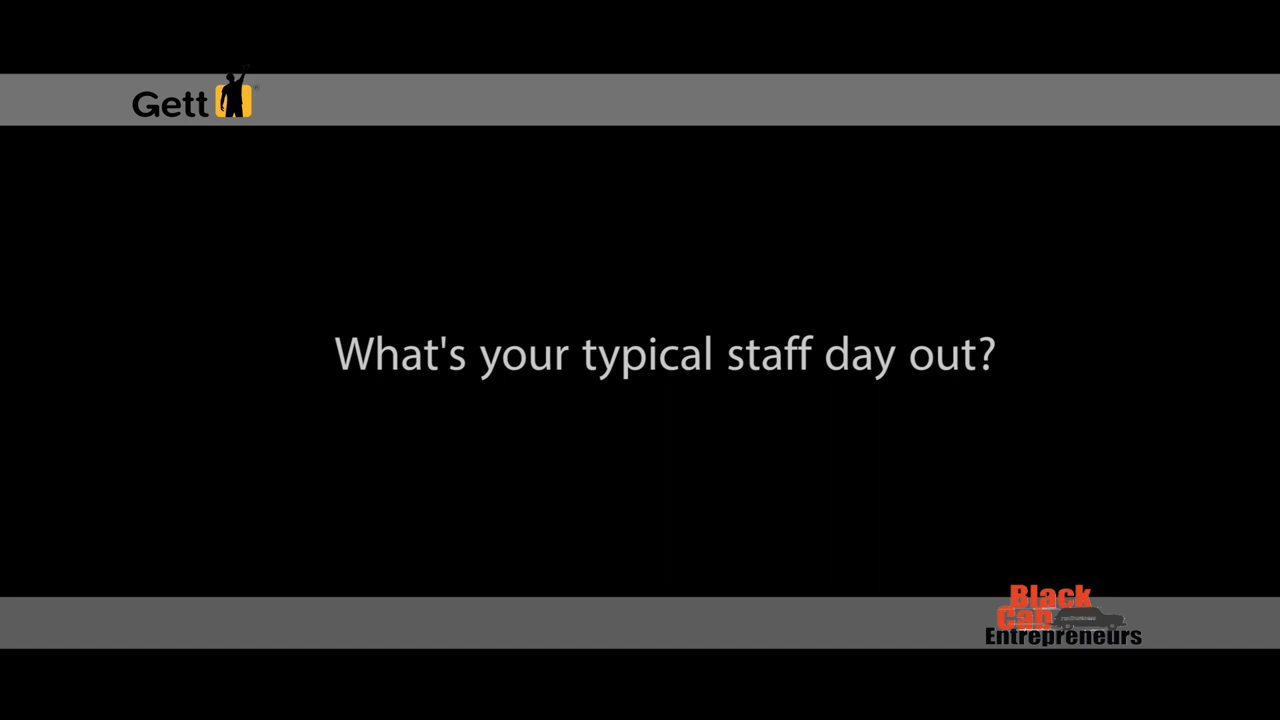 Gett
What's your typical staff day out?
Black
Cab
Entrepreneurs